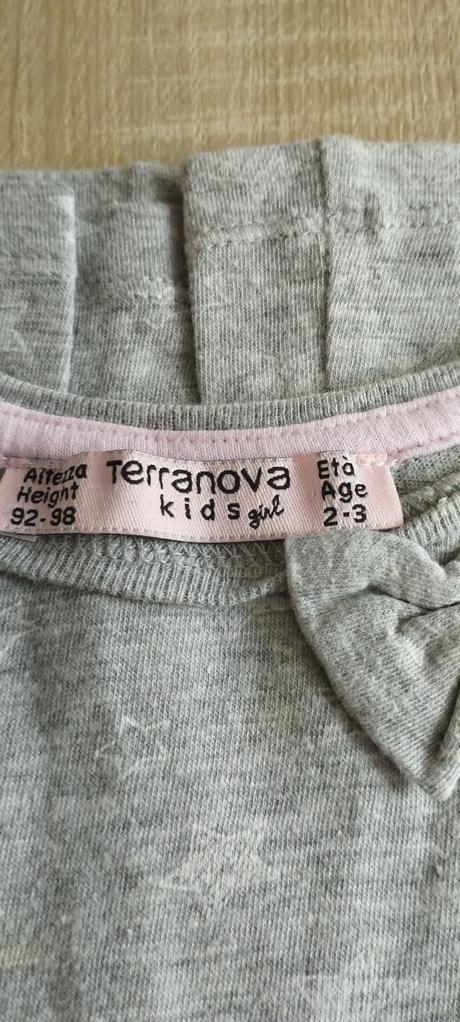 Altezza
Height
92-98
Terranova
kids girl
Età
Age
2-3